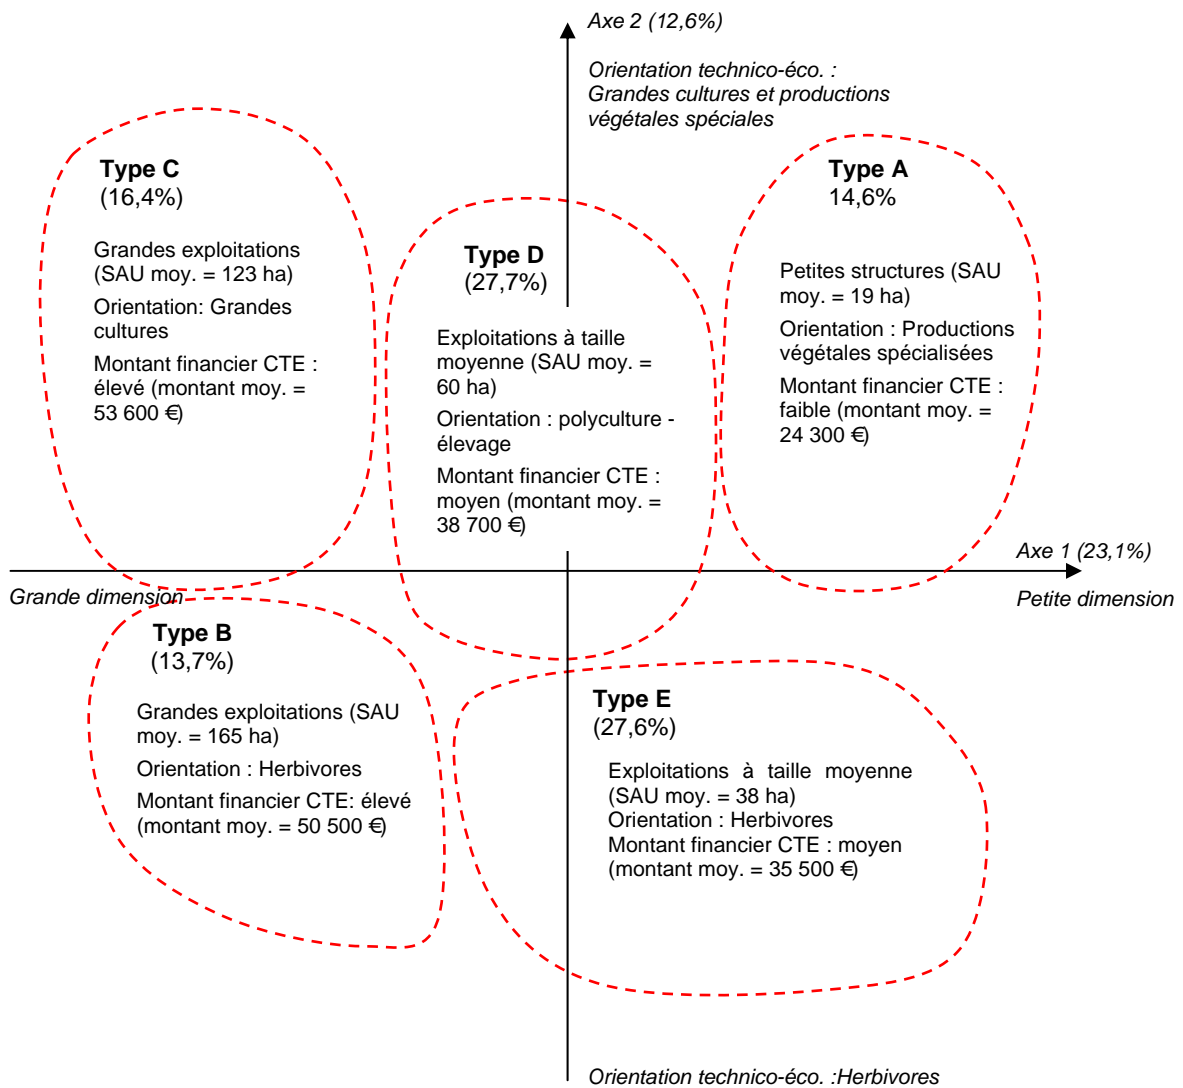 Axe 2 (12,6%)
Orientation technico-éco. :
Grandes cultures et productions
végétales spéciales
Type C
(16,4%)
Grandes exploitations
(SAU moy. = 123 ha)
Orientation: Grandes
cultures
Montant financier CTE :
élevé (montant moy. =
53 600 €)
Type D
(27,7%)
Exploitations à taille
moyenne (SAU moy. =
60 ha)
Orientation : polyculture -
élevage
Montant financier CTE :
moyen (montant moy. =
38 700 €)
Type A
14,6%
Petites structures (SAU
moy. = 19 ha)
Orientation : Productions
végétales spécialisées
Montant financier CTE :
faible (montant moy. =
24 300 €)
Axe 1 (23,1%)
Grande dimension
Petite dimension
Type B
(13,7%)
Grandes exploitations (SAU
moy. = 165 ha)
Orientation : Herbivores
Montant financier CTE: élevé
(montant moy. = 50 500 €)
Type E
(27,6%)
Exploitations à taille moyenne
(SAU moy. = 38 ha)
Orientation : Herbivores
Montant financier CTE : moyen
(montant moy. = 35 500 €)
Orientation technico-éco. :Herbivores